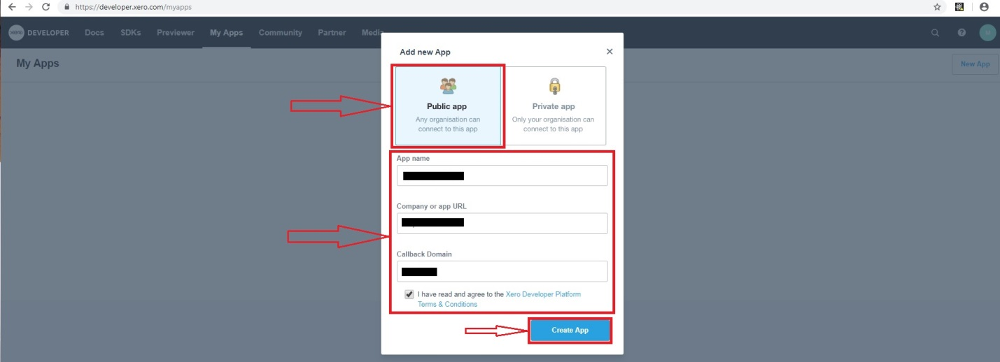 https://developer.xero.com/myapps
xero DEVELOPER Docs SDKs Previewer My Apps Community Partner Media
My Apps
New App
Add new App
Public app
Any organisation can
connect to this app
Private app
Only your organisation can
connect to this app
App name
Company or app URL
Callback Domain
I have read and agree to the Xero Developer Platform
Terms & Conditions
Create App